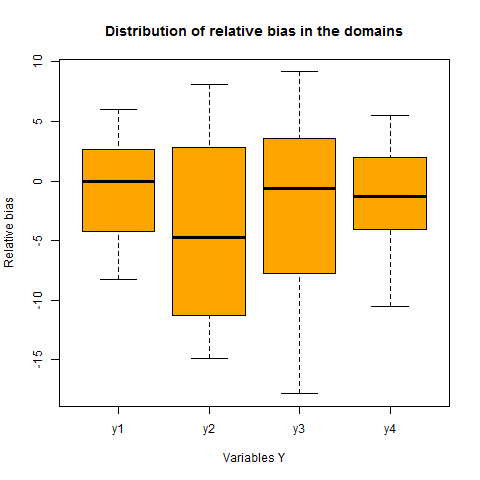 Distribution of relative bias in the domains
10
5
0
-5
-10
-15
Relative bias
y1 y2 y3 y4
Variables Y